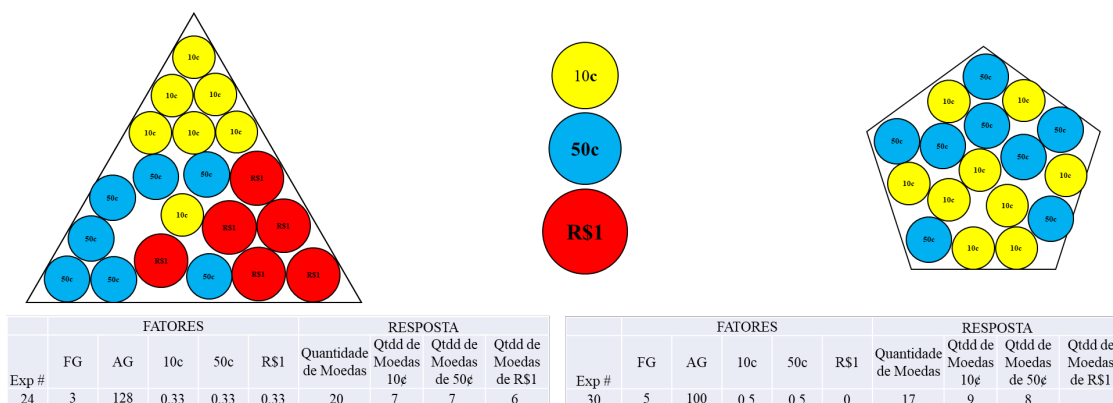 10c
10c 10c
10c 10c 10c
50c 50c R$1
50c
10c R$1 R$1
50c
R$1
50c 50c 50c R$1 R$1
10c
50c
R$1
50c
10c 10c
50c
50c 50c 50c
50c
10c 10c
10c
10c 10c
50c
50c
10c 10c
FATORES RESPOSTA
Exp # FG AG 10c 50c R$1 Quantidade de Moedas Qtdd de Moedas 10¢ Qtdd de Moedas de 50¢ Qtdd de Moedas de R$1
24 3 128 0,33 0,33 0,33 20 7 7 6
FATORES RESPOSTA
Exp # FG AG 10c 50c R$1 Quantidade de Moedas Qtdd de Moedas 10¢ Qtdd de Moedas de 50¢ Qtdd de Moedas de R$1
30 5 100 0,5 0,5 0 17 9 8